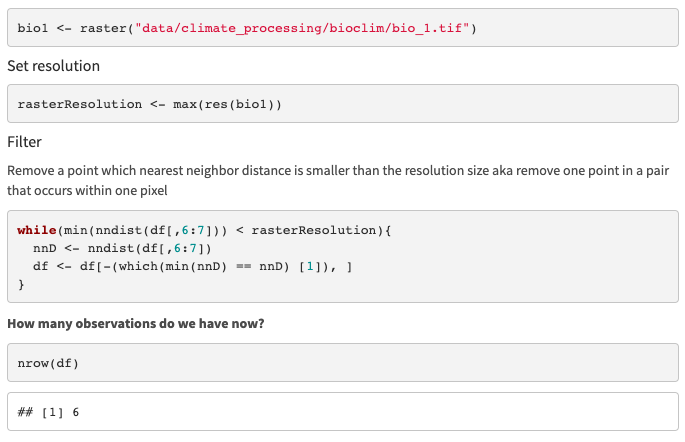 bio1 <- raster("data/climate_processing/bioclim/bio_1.tif")
Set resolution
rasterResolution <- max(res(bio1))
Filter
Remove a point which nearest neighbor distance is smaller than the resolution size aka remove one point in a pair
that occurs within one pixel
while(min(nndist(df[,6:7])) < rasterResolution){
  nnD <- nndist(df[,6:7])
  df <- df[-(which(min(nnD) == nnD) [1]), ]
}
How many observations do we have now?
nrow(df)
## [1] 6